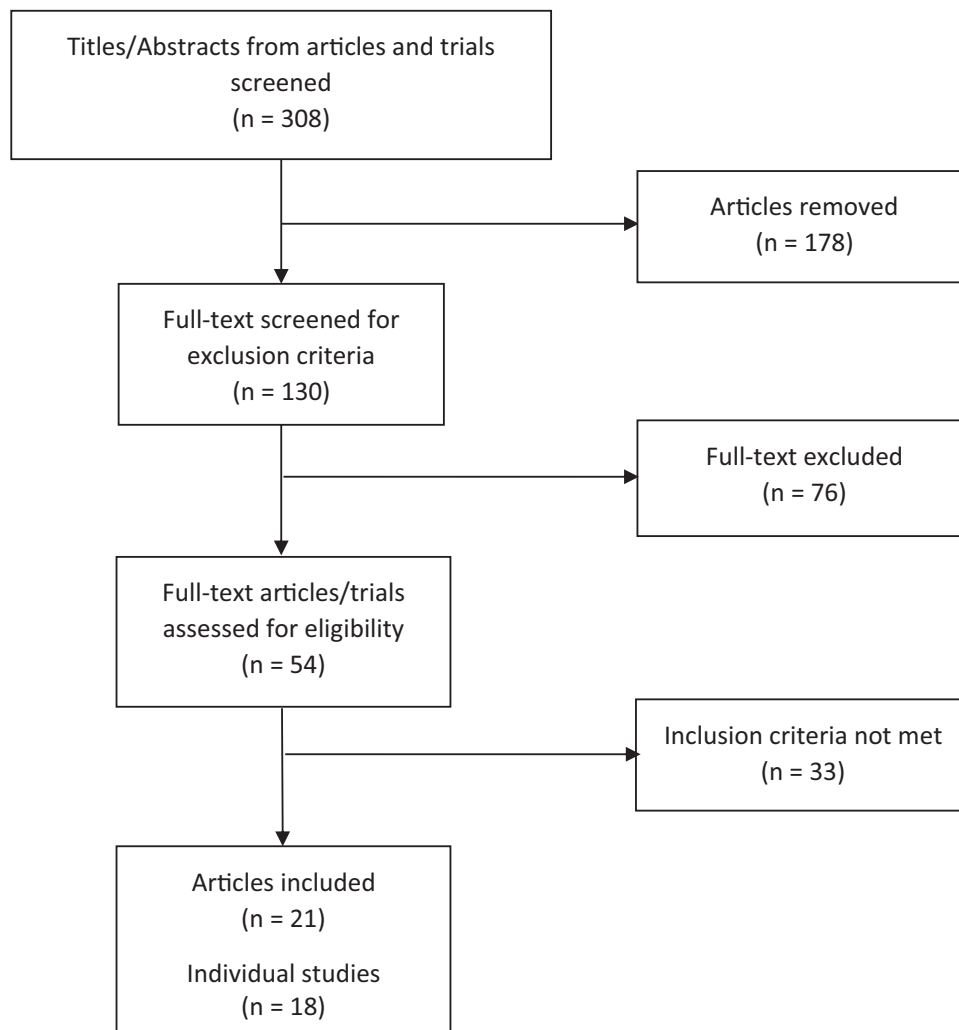 Titles/Abstracts from articles and trials
screened
(n = 308)
Articles removed
(n = 178)
Full-text screened for
exclusion criteria
(n = 130)
Full-text excluded
(n = 76)
Full-text articles/trials
assessed for eligibility
(n = 54)
Inclusion criteria not met
(n = 33)
Articles included
(n = 21)
Individual studies
(n = 18)